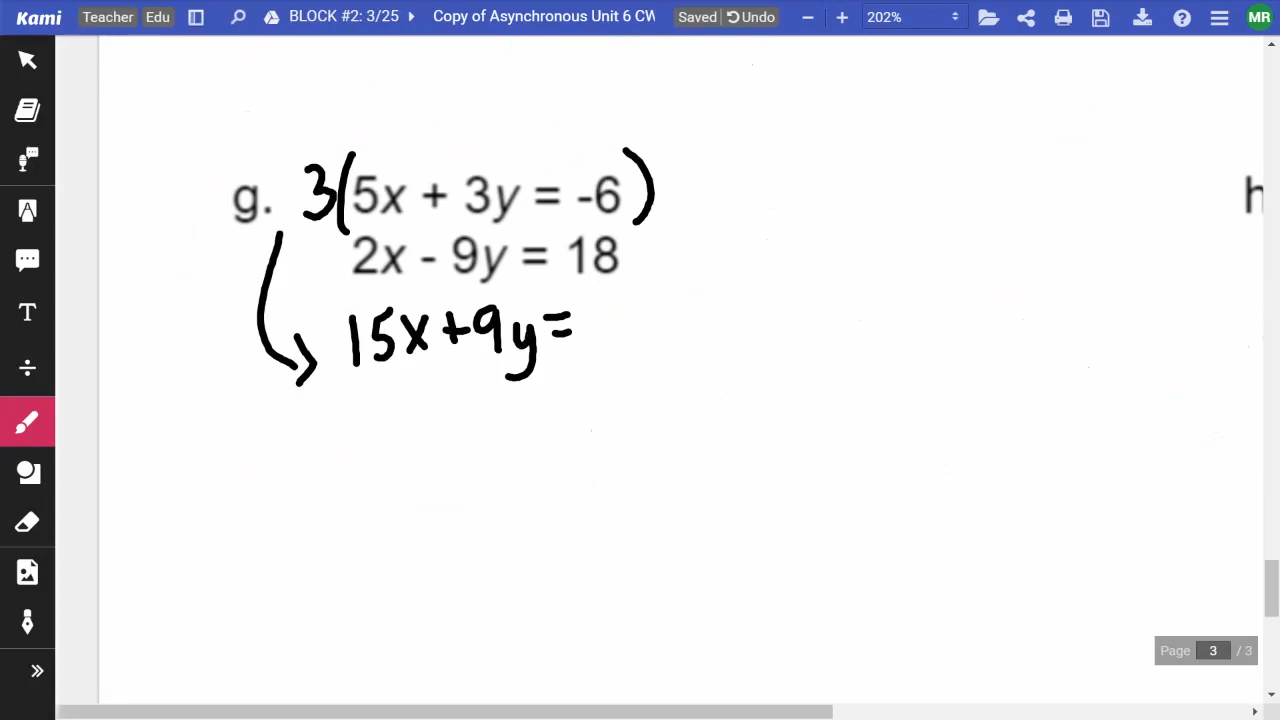 Kami Teacher Edu BLOCK #2: 3/25 Copy of Asynchronous Unit 6 CW Saved Undo 202% MR
g. 3(5x + 3y = -6)
h
2x - 9y = 18
15x+9y=
Page 3 / 3